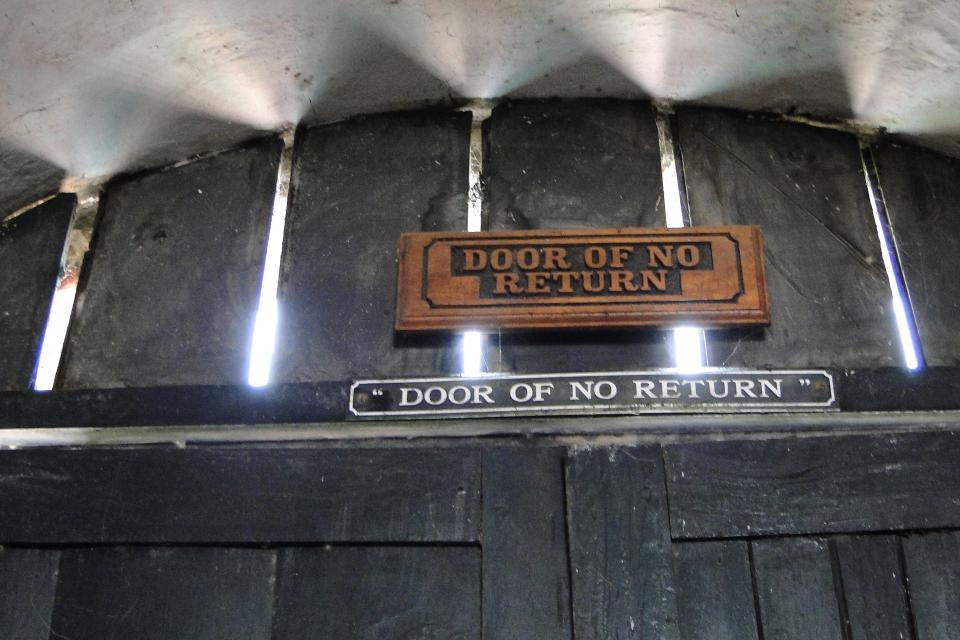 DOOR OF NO
RETURN
“ DOOR OF NO RETURN ”